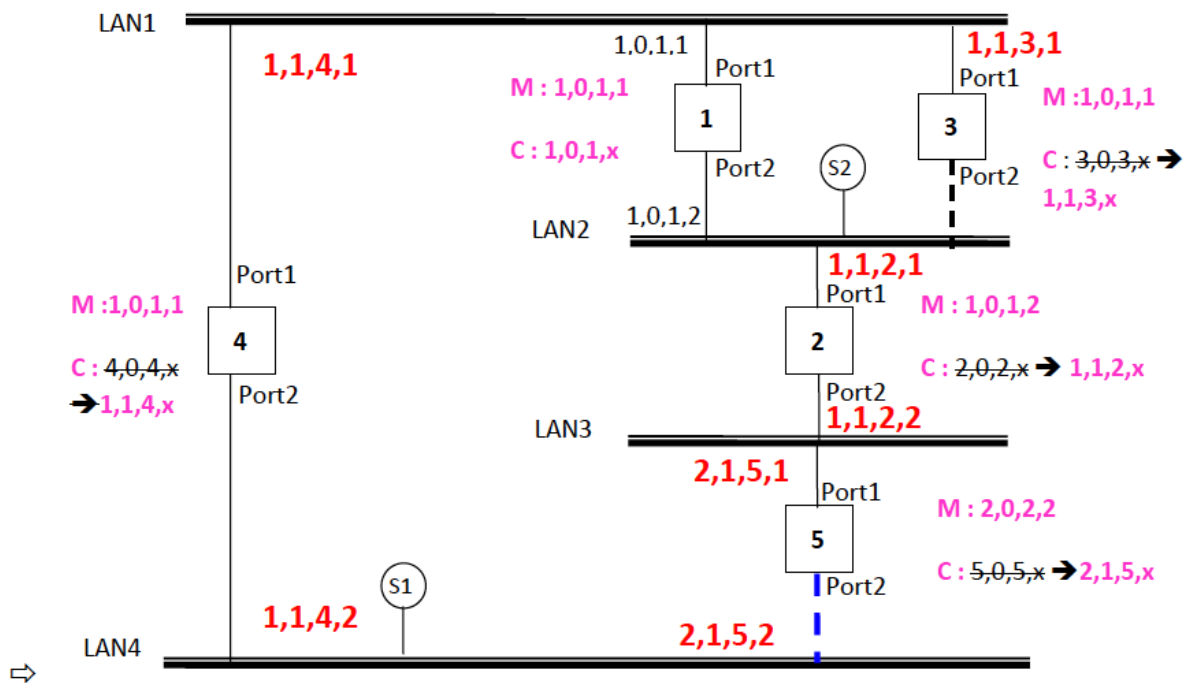 LAN1
1,1,4,1
1,0,1,1
Port1
1,1,3,1
Port1
M : 1,0,1,1
1
C : 1,0,1,x
Port2
3
M :1,0,1,1
Port2
C : 3,0,3,x ➔
1,1,3,x
S2
1,0,1,2
LAN2
1,1,2,1
Port1
M : 1,0,1,2
2
C : 2,0,2,x ➔ 1,1,2,x
Port2
1,1,2,2
Port1
M :1,0,1,1
4
C : 4,0,4,x
➔1,1,4,x
Port2
LAN3
2,1,5,1
Port1
M : 2,0,2,2
5
C : 5,0,5,x ➔2,1,5,x
Port2
S1
1,1,4,2
2,1,5,2
LAN4
⇨